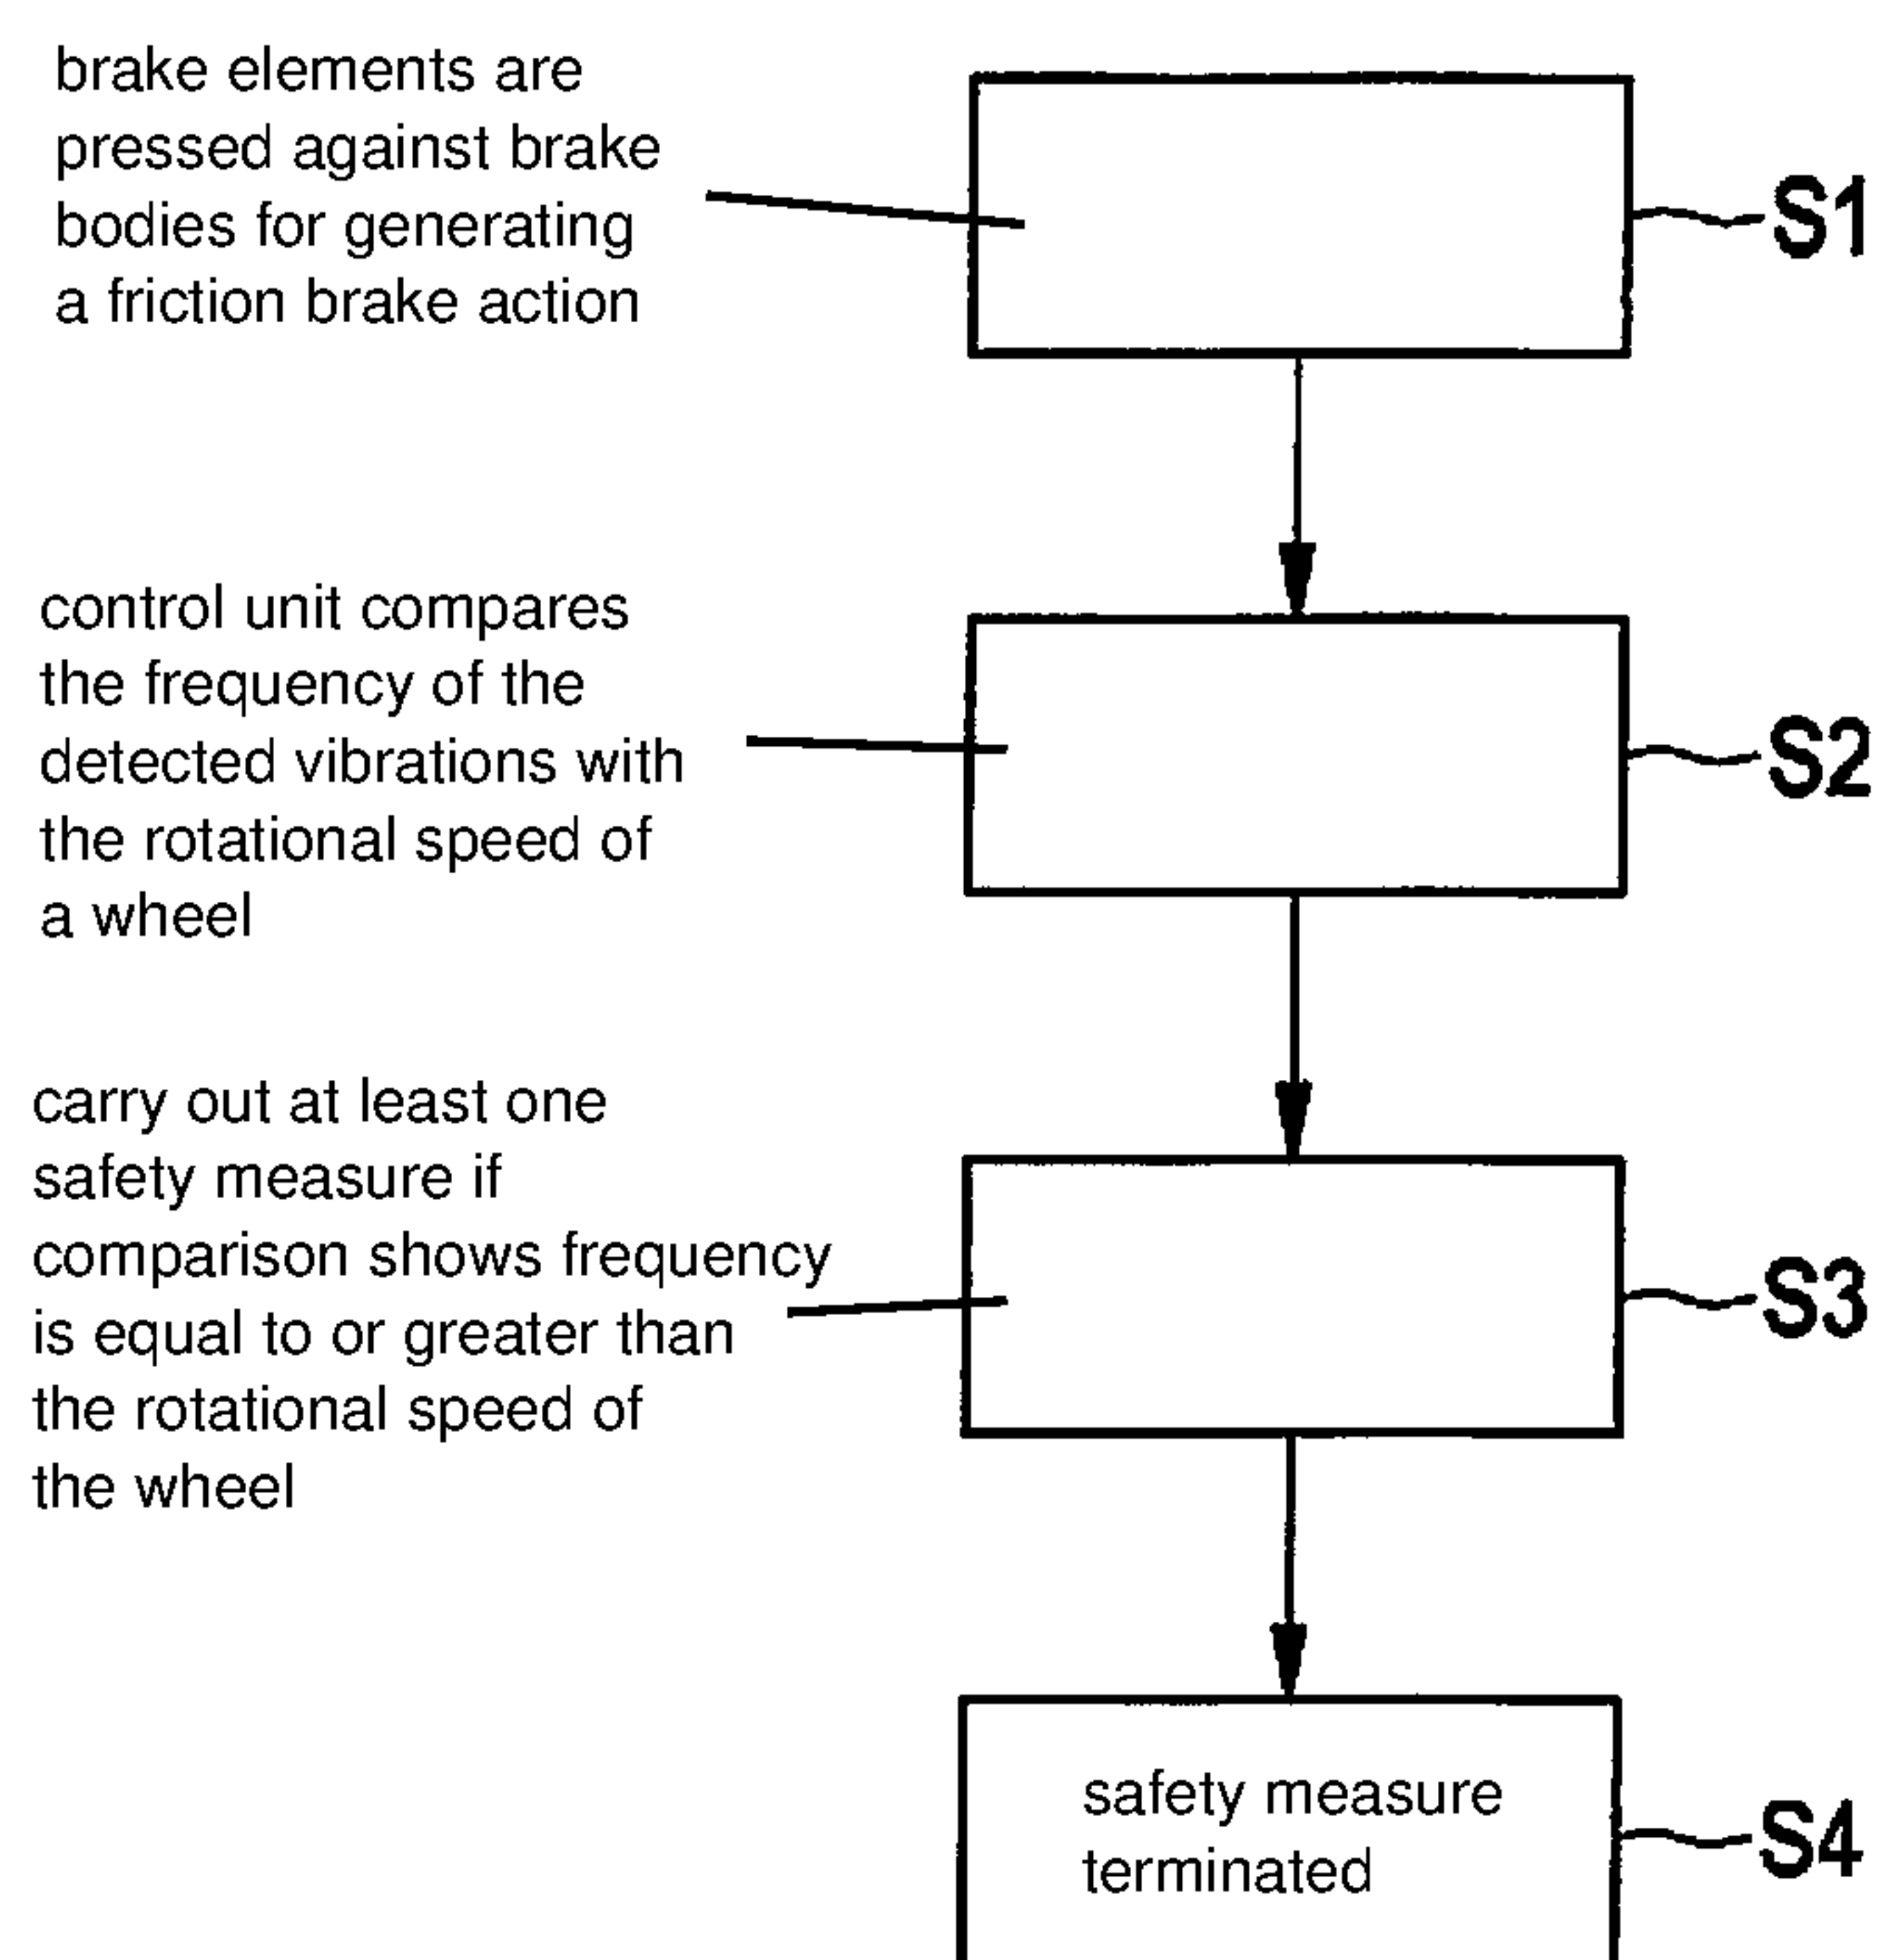 brake elements are
pressed against brake
bodies for generating
a friction brake action
S1
control unit compares
the frequency of the
detected vibrations with
the rotational speed of
a wheel
S2
carry out at least one
safety measure if
comparison shows frequency
is equal to or greater than
the rotational speed of
the wheel
S3
safety measure
terminated
S4